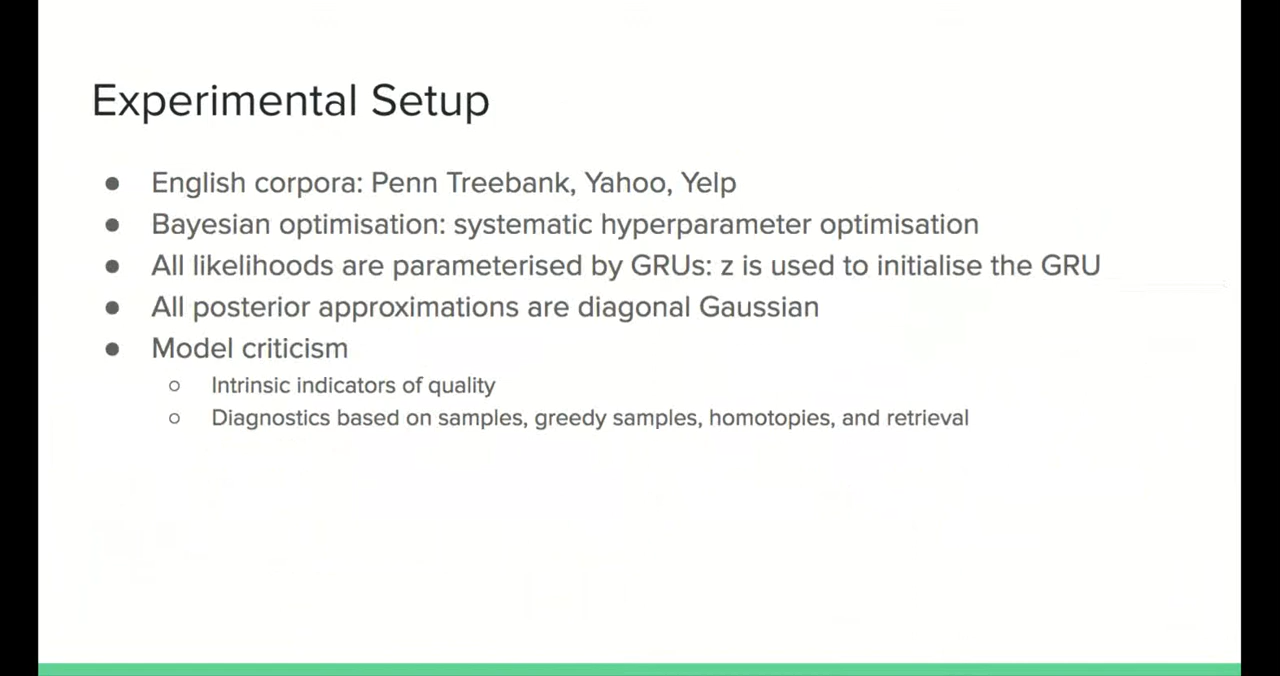 Experimental Setup
● English corpora: Penn Treebank, Yahoo, Yelp
● Bayesian optimisation: systematic hyperparameter optimisation
● All likelihoods are parameterised by GRUs: z is used to initialise the GRU
● All posterior approximations are diagonal Gaussian
● Model criticism
○ Intrinsic indicators of quality
○ Diagnostics based on samples, greedy samples, homotopies, and retrieval